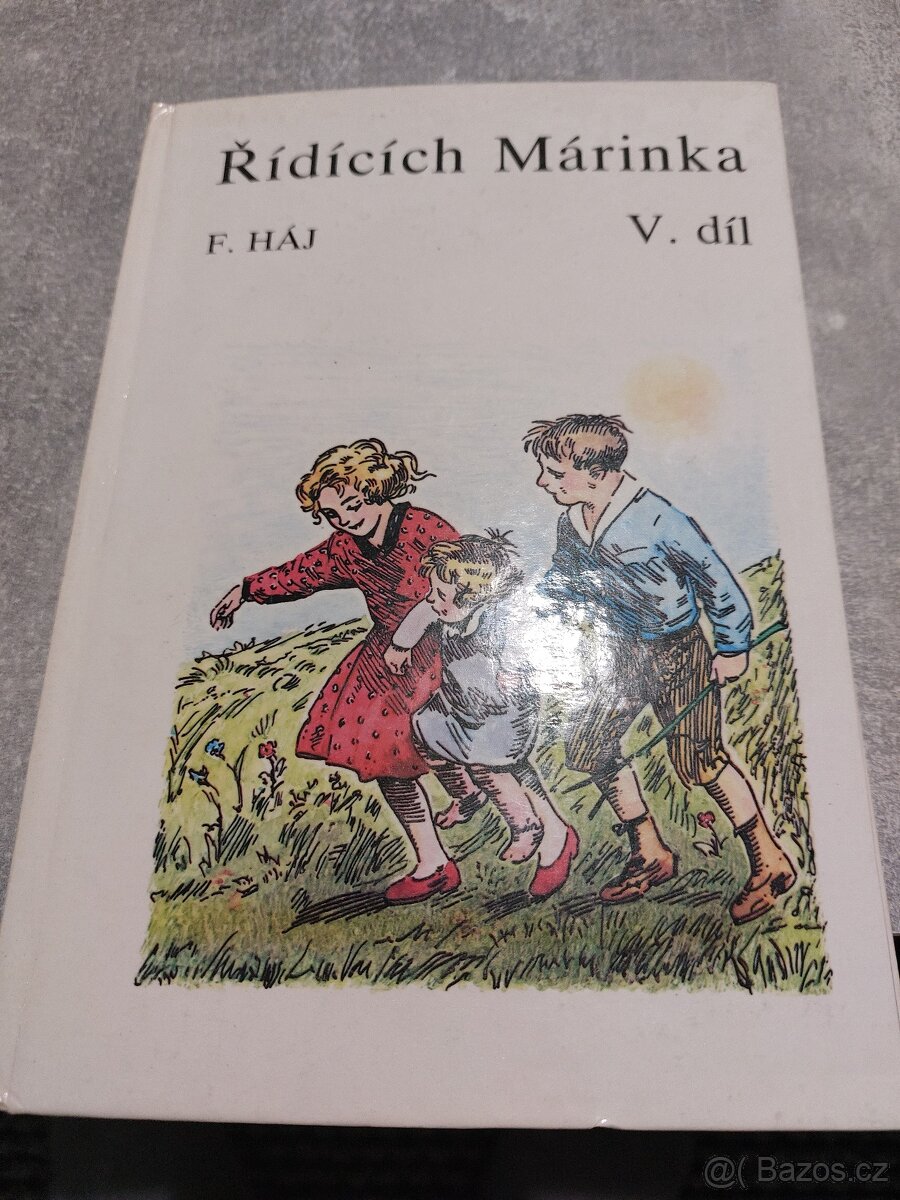 Řídících Márinka
F. HÁJ
V. díl
@( Bazos.cz